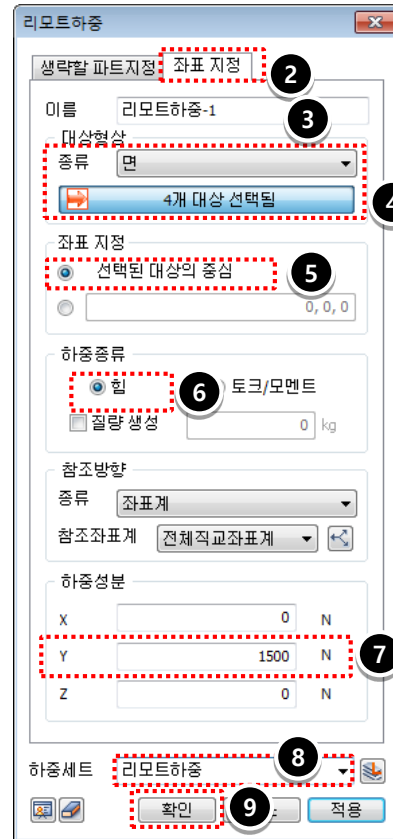 리모트하중
생략할 파트지정 좌표 지정 2
이름 리모트하중-1 3
대상형상
종류 면
4개 대상 선택됨 4
좌표 지정
선택된 대상의 중심 5
0, 0, 0
하중종류
힘 6 토크/모멘트
질량 생성 0 kg
참조방향
종류 좌표계
참조좌표계 전체직교좌표계
하중성분
X 0 N
Y 1500 N 7
Z 0 N
8
하중세트 리모트하중
확인 9 적용